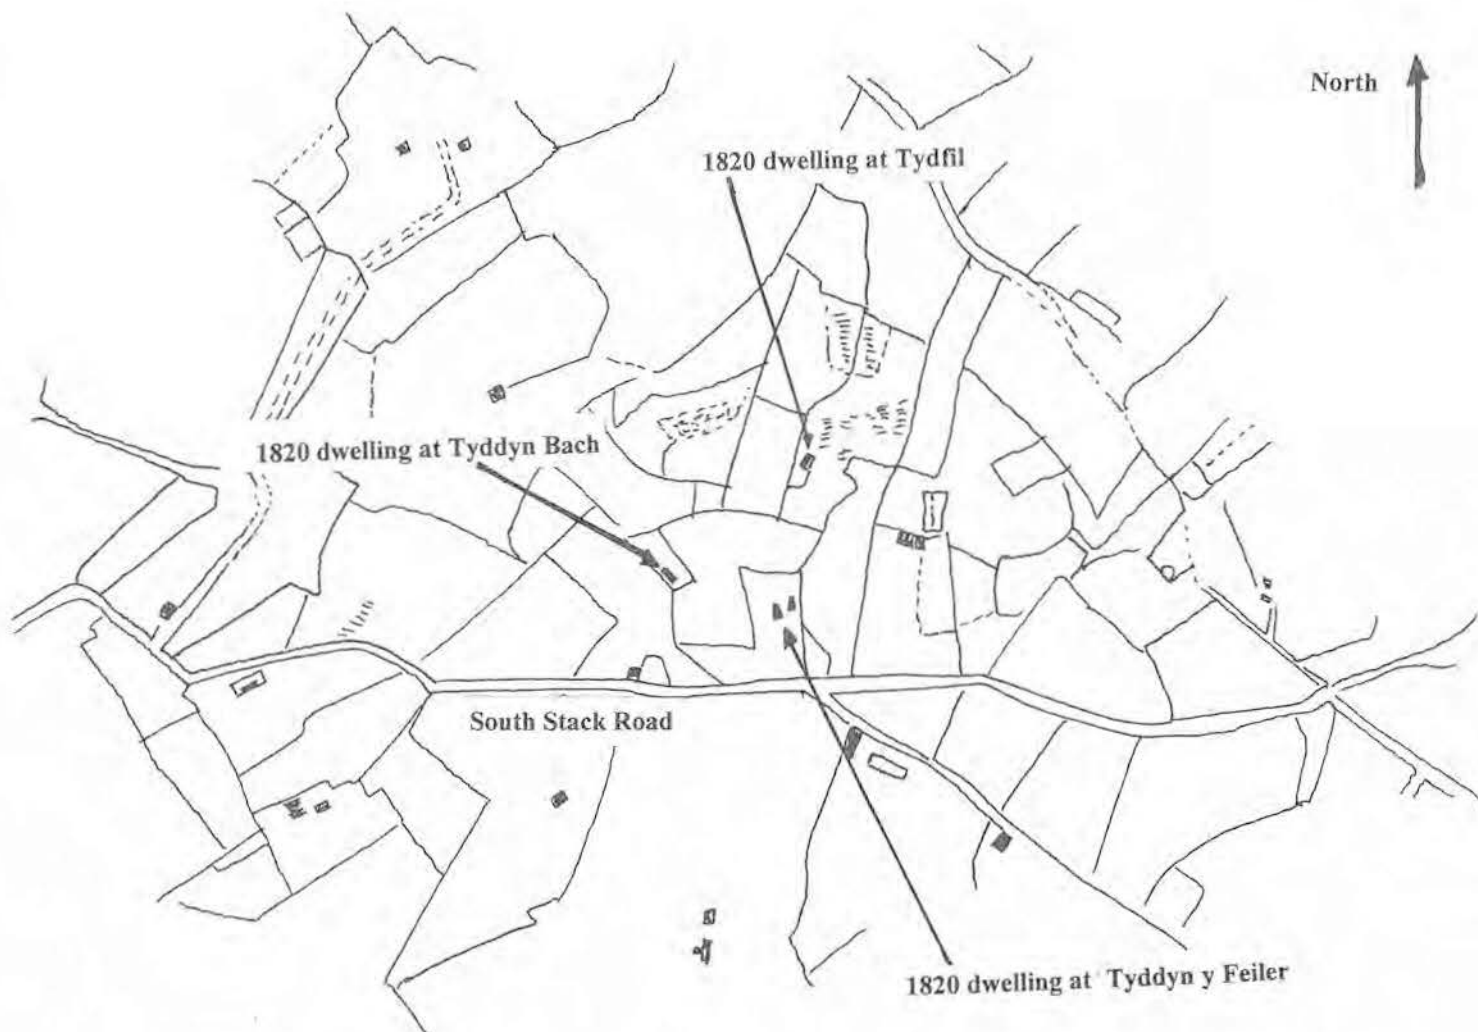 North
1820 dwelling at Tydfil
1820 dwelling at Tyddyn Bach
South Stack Road
1820 dwelling at Tyddyn y Feiler